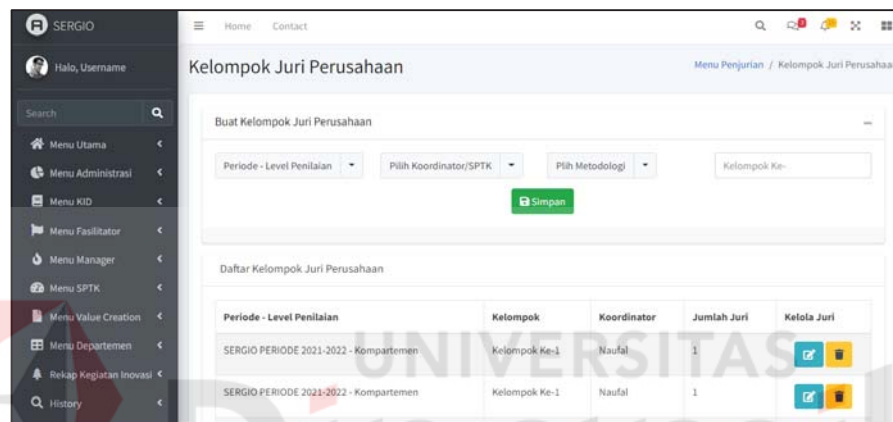 SERGIO
Home Contact
Halo, Username
Search
Menu Utama
Menu Administrasi
Menu KID
Menu Fasilitator
Menu Manager
Menu SPTK
Menu Value Creation
Menu Departemen
Rekap Kegiatan Inovasi
History
Kelompok Juri Perusahaan
Menu Penjurian / Kelompok Juri Perusahaa
Buat Kelompok Juri Perusahaan
Periode - Level Penilaian
Pilih Koordinator/SPTK
Plih Metodologi
Kelompok Ke-
Simpan
Daftar Kelompok Juri Perusahaan
Periode - Level Penilaian Kelompok Koordinator Jumlah Juri Kelola Juri
SERGIO PERIODE 2021-2022 - Kompartemen Kelompok Ke-1 Naufal 1
SERGIO PERIODE 2021-2022 - Kompartemen Kelompok Ke-1 Naufal 1
UNIVERSITAS